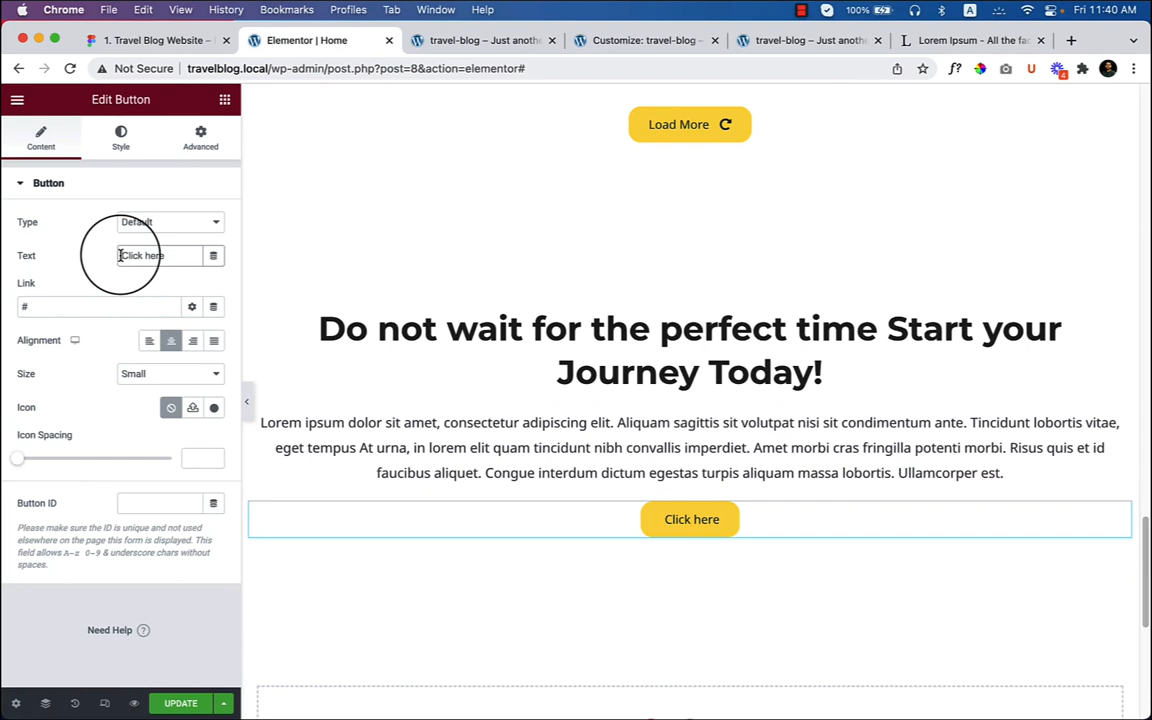 Chrome File Edit View History Bookmarks Profiles Tab Window Help 100% A Fri 11:40 AM
1. Travel Blog Website – Elementor | Home travel-blog – Just anoth Customize: travel-blog – travel-blog – Just anoth Lorem Ipsum - All the fac
Not Secure travelblog.local/wp-admin/post.php?post=8&action=elementor# f? U 4
Edit Button
Content Style Advanced
Button
Type Default
Text Click here
Link
#
Alignment
Size Small
Icon
Icon Spacing
Button ID
Please make sure the ID is unique and not used
elsewhere on the page this form is displayed. This
field allows A-z 0-9 & underscore chars without
spaces.
Need Help ?
UPDATE
Load More
Do not wait for the perfect time Start your
Journey Today!
Lorem ipsum dolor sit amet, consectetur adipiscing elit. Aliquam sagittis sit volutpat nisi sit condimentum ante. Tincidunt lobortis vitae,
eget tempus At urna, in lorem elit quam tincidunt nibh convallis imperdiet. Amet morbi cras fringilla potenti morbi. Risus quis et id
faucibus aliquet. Congue interdum dictum egestas turpis aliquam massa lobortis. Ullamcorper est.
Click here